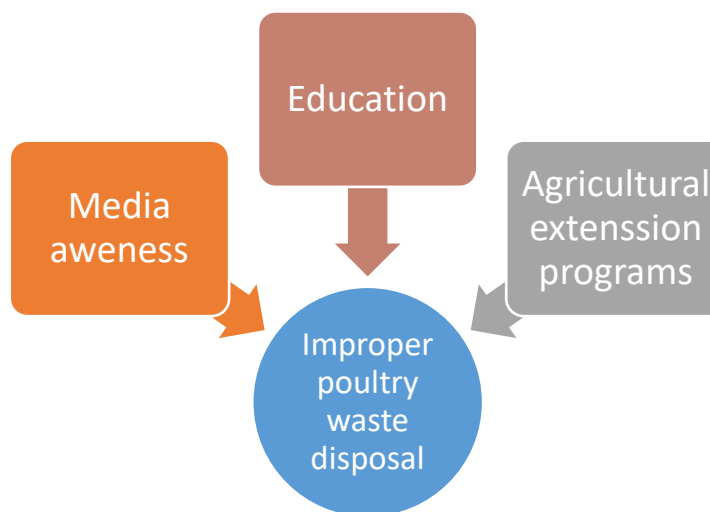 Education
Media
aweness
Agricultural
extenssion
programs
Improper
poultry
waste
disposal